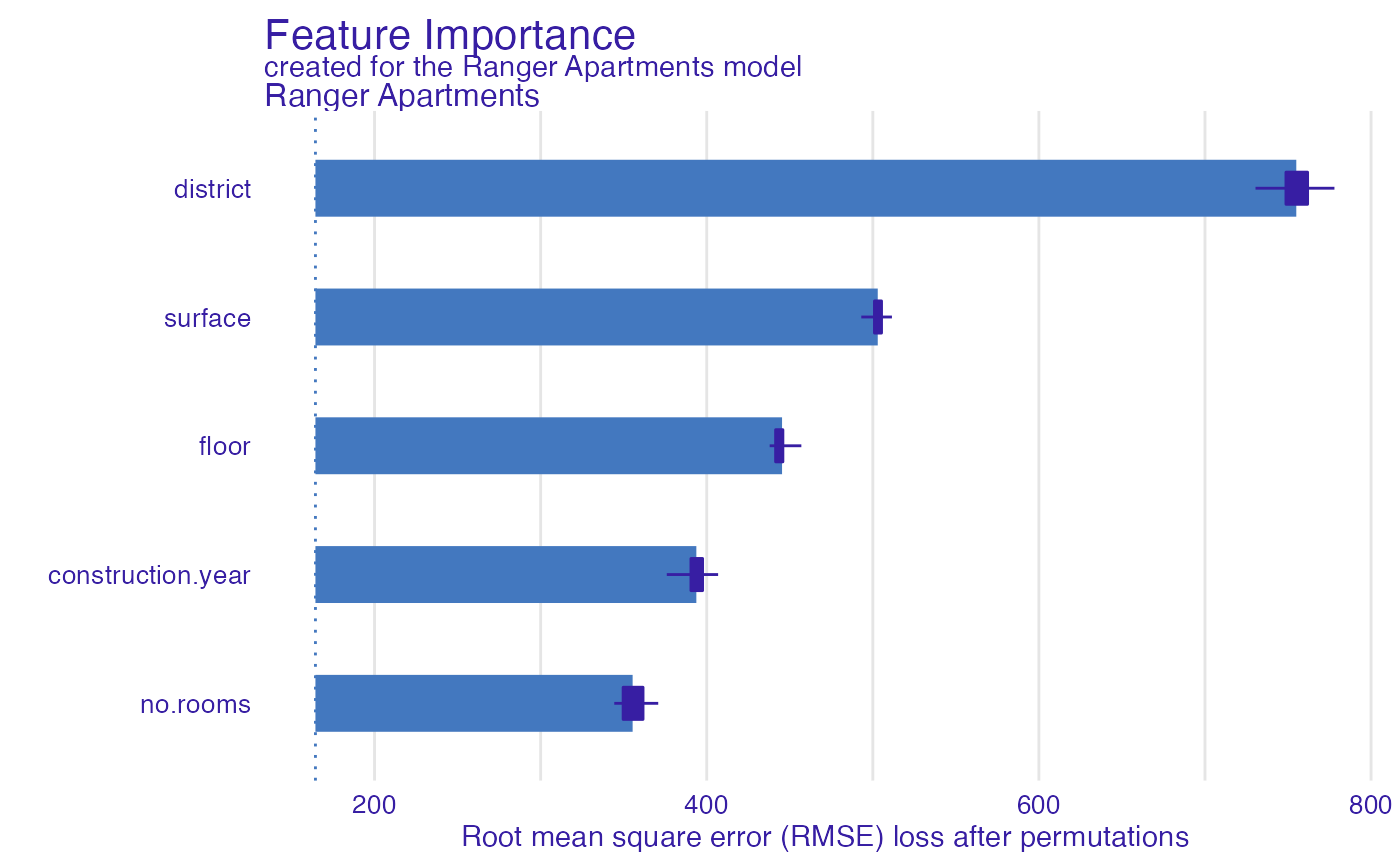 Feature Importance
created for the Ranger Apartments model
Ranger Apartments
district
surface
floor
construction.year
no.rooms
200 400 600 800
Root mean square error (RMSE) loss after permutations